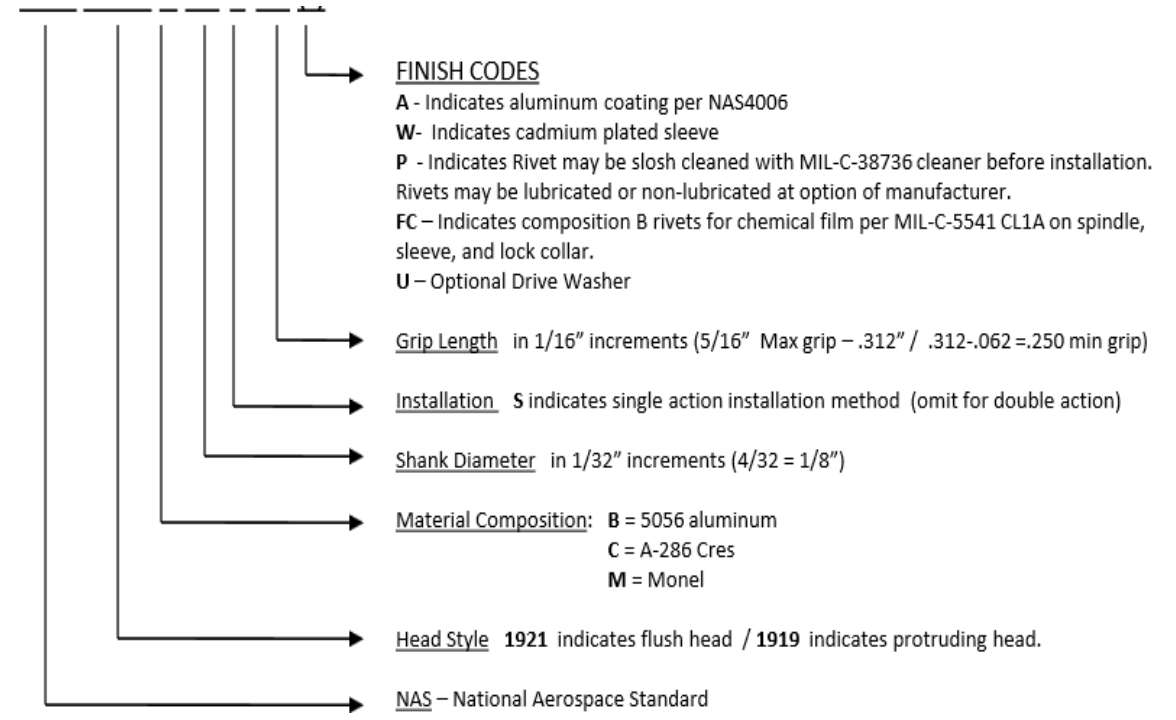 FINISH CODES
A - Indicates aluminum coating per NAS4006
W- Indicates cadmium plated sleeve
P - Indicates Rivet may be slosh cleaned with MIL-C-38736 cleaner before installation.
Rivets may be lubricated or non-lubricated at option of manufacturer.
FC – Indicates composition B rivets for chemical film per MIL-C-5541 CL1A on spindle,
sleeve, and lock collar.
U – Optional Drive Washer
Grip Length in 1/16” increments (5/16” Max grip – .312” / .312-.062 =.250 min grip)
Installation S indicates single action installation method (omit for double action)
Shank Diameter in 1/32” increments (4/32 = 1/8”)
Material Composition: B = 5056 aluminum
C = A-286 Cres
M = Monel
Head Style 1921 indicates flush head / 1919 indicates protruding head.
NAS – National Aerospace Standard